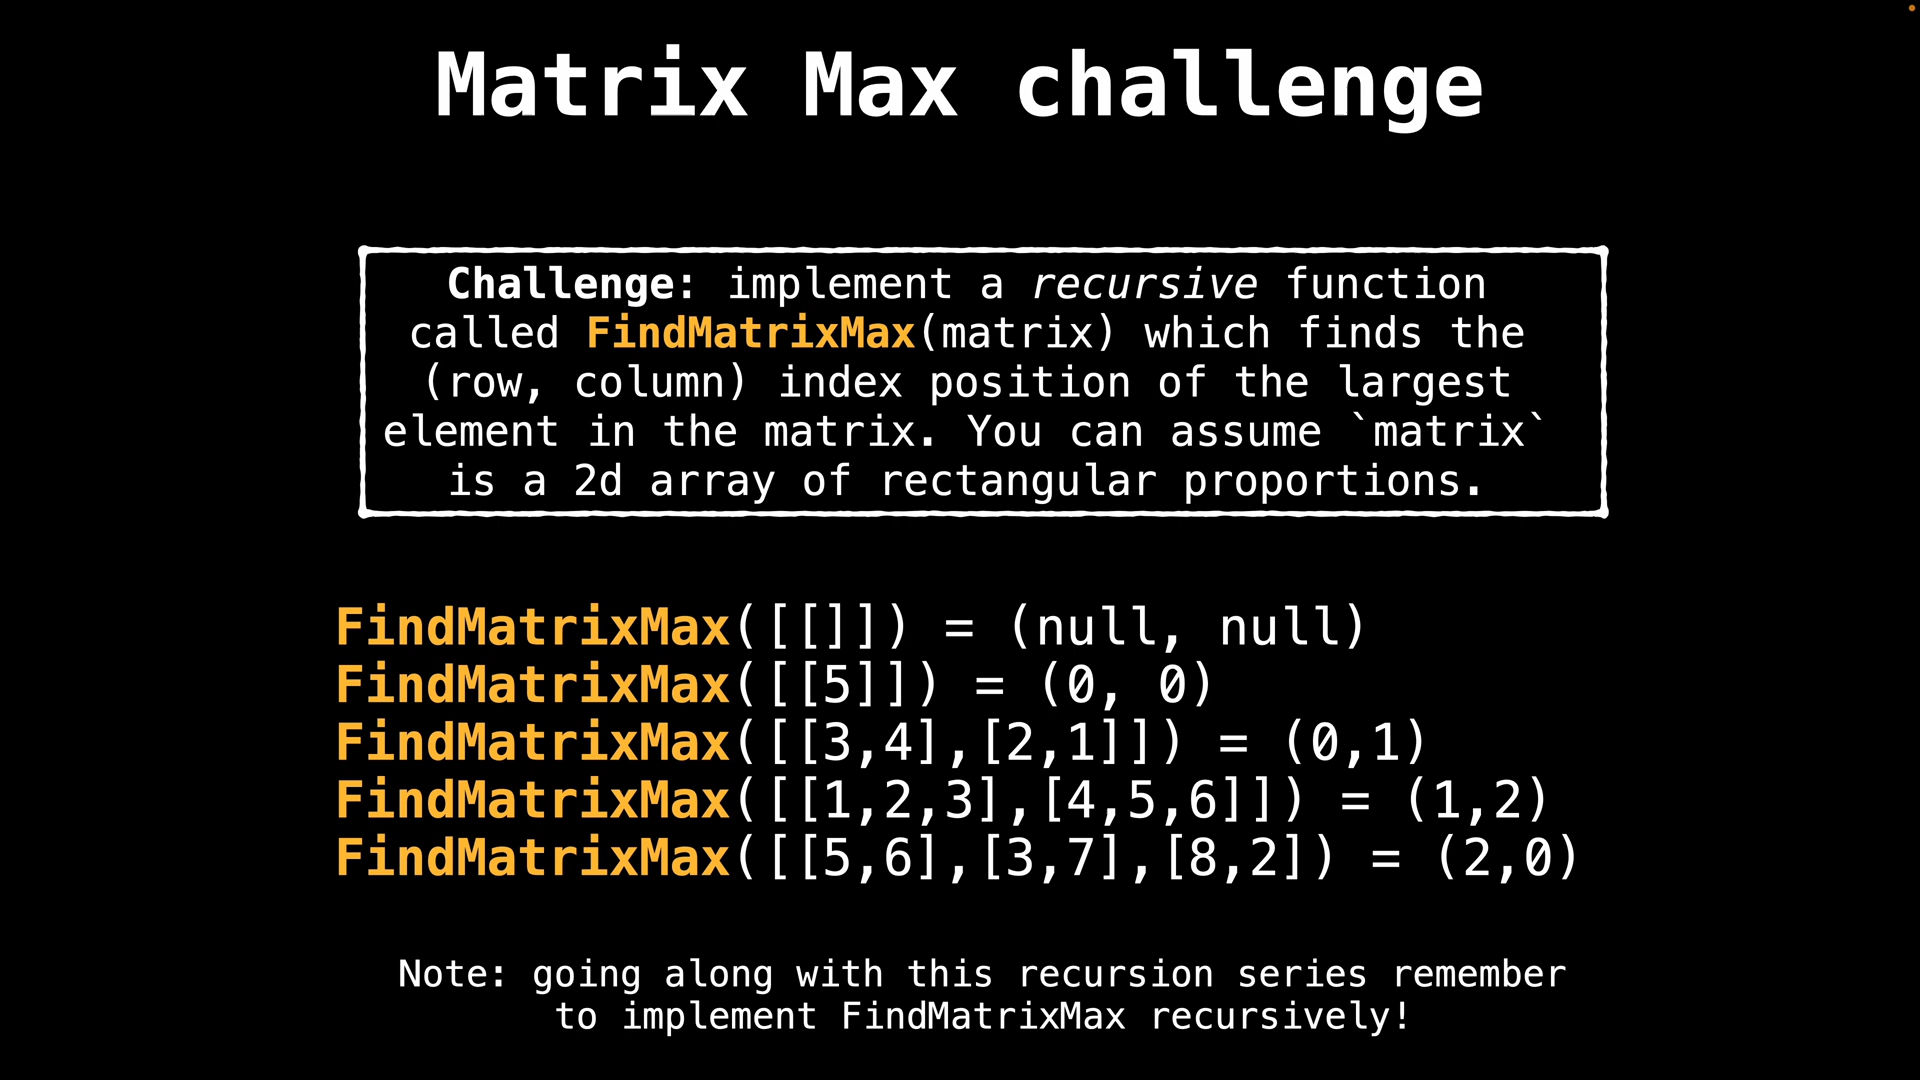 Matrix Max challenge
Challenge: implement a recursive function
called FindMatrixMax(matrix) which finds the
(row, column) index position of the largest
element in the matrix. You can assume `matrix`
is a 2d array of rectangular proportions.
FindMatrixMax([[]]) = (null, null)
FindMatrixMax([[5]]) = (0, 0)
FindMatrixMax([[3,4],[2,1]]) = (0,1)
FindMatrixMax([[1,2,3],[4,5,6]]) = (1,2)
FindMatrixMax([[5,6],[3,7],[8,2]) = (2,0)
Note: going along with this recursion series remember
to implement FindMatrixMax recursively!